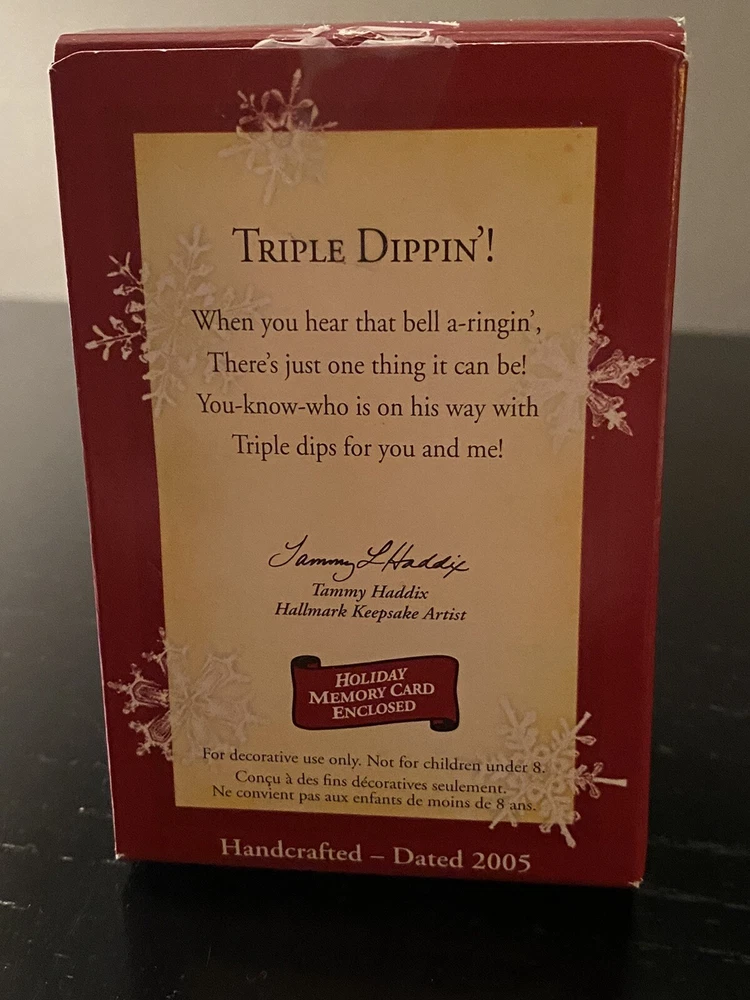 TRIPLE DIPPIN'!
When you hear that bell a-ringin',
There's just one thing it can be!
You-know-who is on his way with
Triple dips for you and me!
Tammy L Haddix
Tammy Haddix
Hallmark Keepsake Artist
HOLIDAY
MEMORY CARD
ENCLOSED
For decorative use only. Not for children under 8.
Conçu à des fins décoratives seulement.
Ne convient pas aux enfants de moins de 8 ans.
Handcrafted – Dated 2005